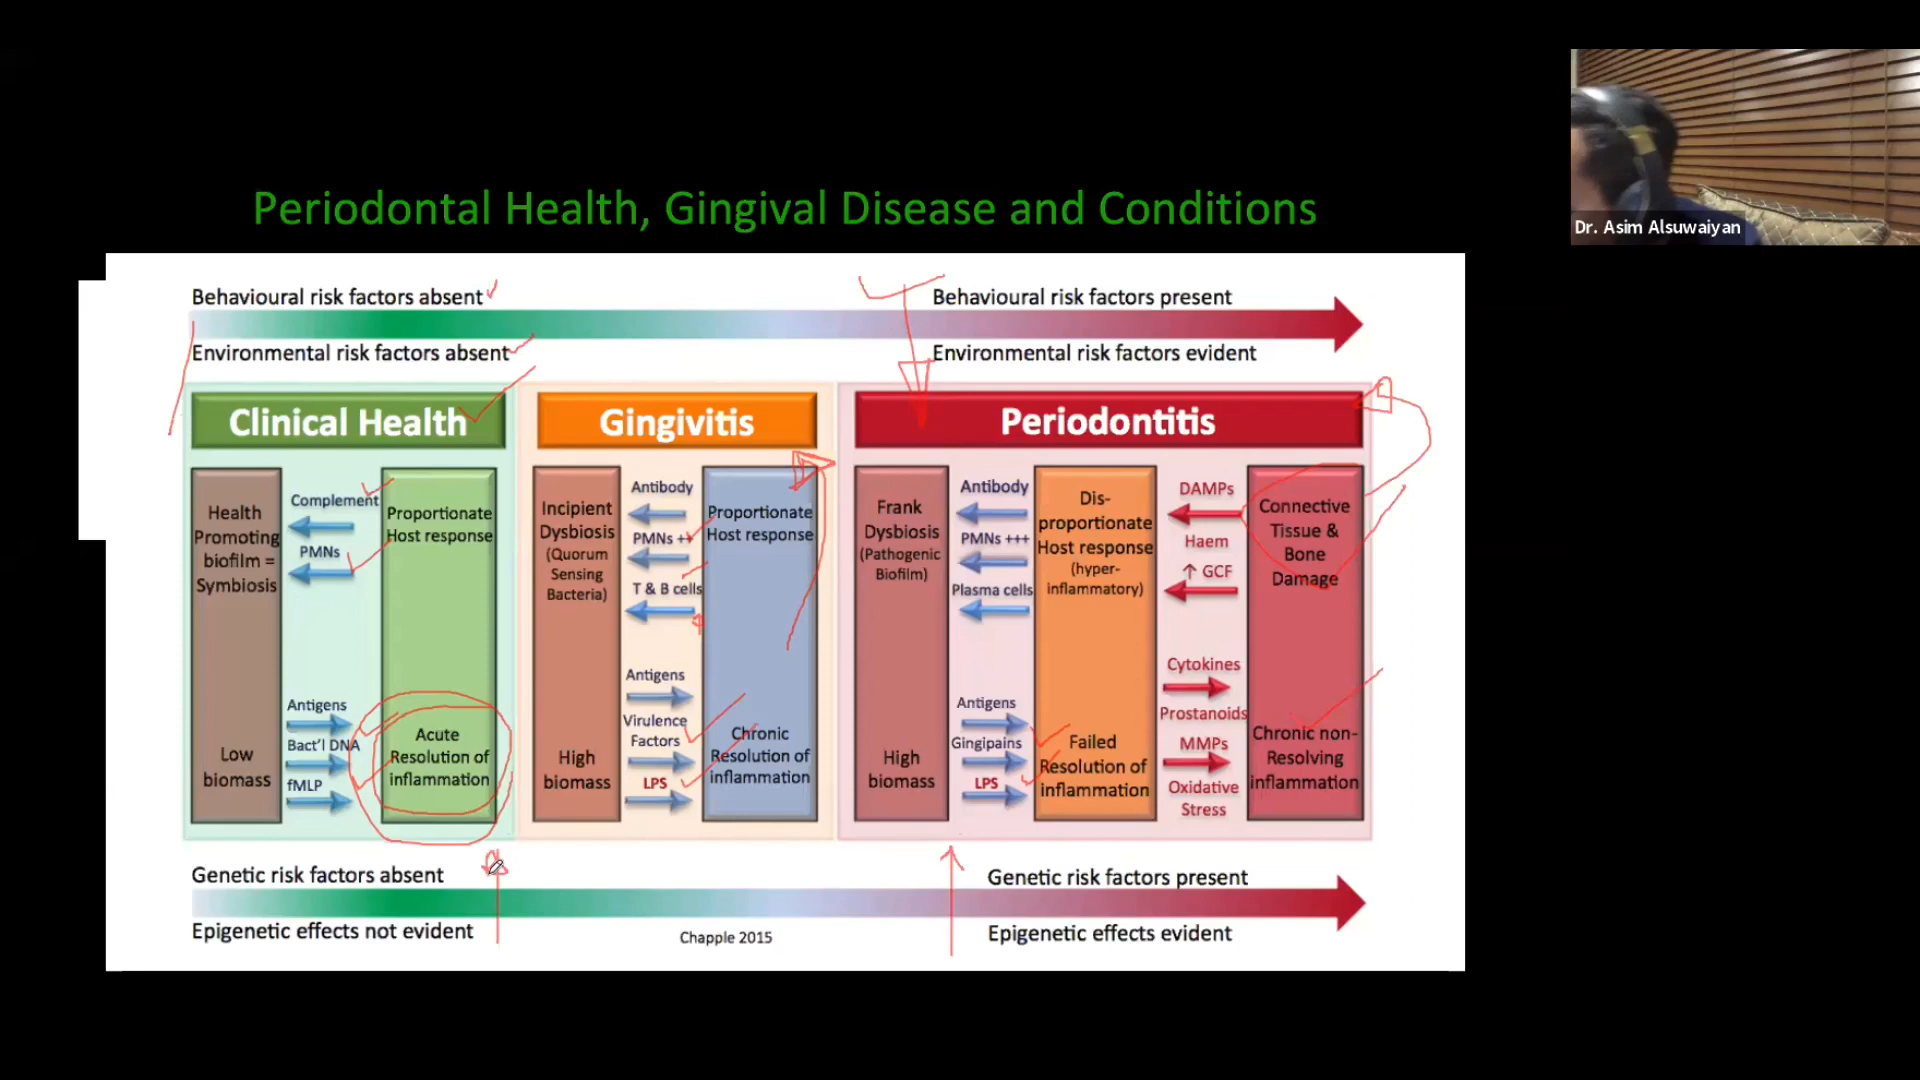 Periodontal Health, Gingival Disease and Conditions
Dr. Asim Alsuwaiyan
Behavioural risk factors absent
Behavioural risk factors present
Environmental risk factors absent
Environmental risk factors evident
Clinical Health
Health
Promoting
biofilm =
Symbiosis
Low
biomass
Complement
PMNs
Antigens
Bact'l DNA
fMLP
Proportionate
Host response
Acute
Resolution of
inflammation
Gingivitis
Incipient
Dysbiosis
(Quorum
Sensing
Bacteria)
High
biomass
Antibody
PMNs ++
T & B cells
Antigens
Virulence
Factors
LPS
Proportionate
Host response
Chronic
Resolution of
inflammation
Periodontitis
Frank
Dysbiosis
(Pathogenic
Biofilm)
High
biomass
Antibody
PMNs +++
Plasma cells
Antigens
Gingipains
LPS
Dis-
proportionate
Host response
(hyper-
inflammatory)
Failed
Resolution of
inflammation
DAMPs
Haem
↑ GCF
Cytokines
Prostanoids
MMPs
Oxidative
Stress
Connective
Tissue &
Bone
Damage
Chronic non-
Resolving
inflammation
Genetic risk factors absent
Genetic risk factors present
Epigenetic effects not evident
Chapple 2015
Epigenetic effects evident